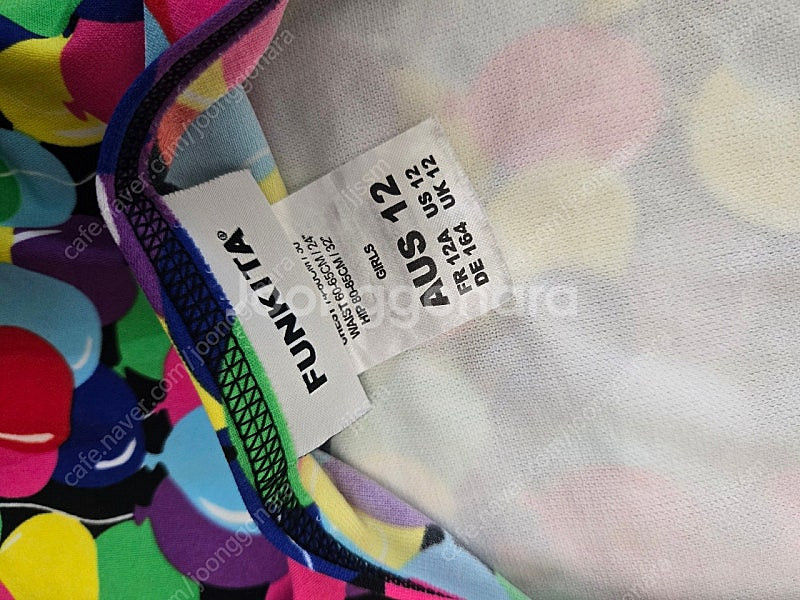 FUNKITA®
WAIST 60-65CM / 24"
HIP 80-85CM / 32"
GIRLS
AUS 12
FR 12A US 12
DE 164 UK 12
Joonggonara
cafe.naver.com/joonggonara